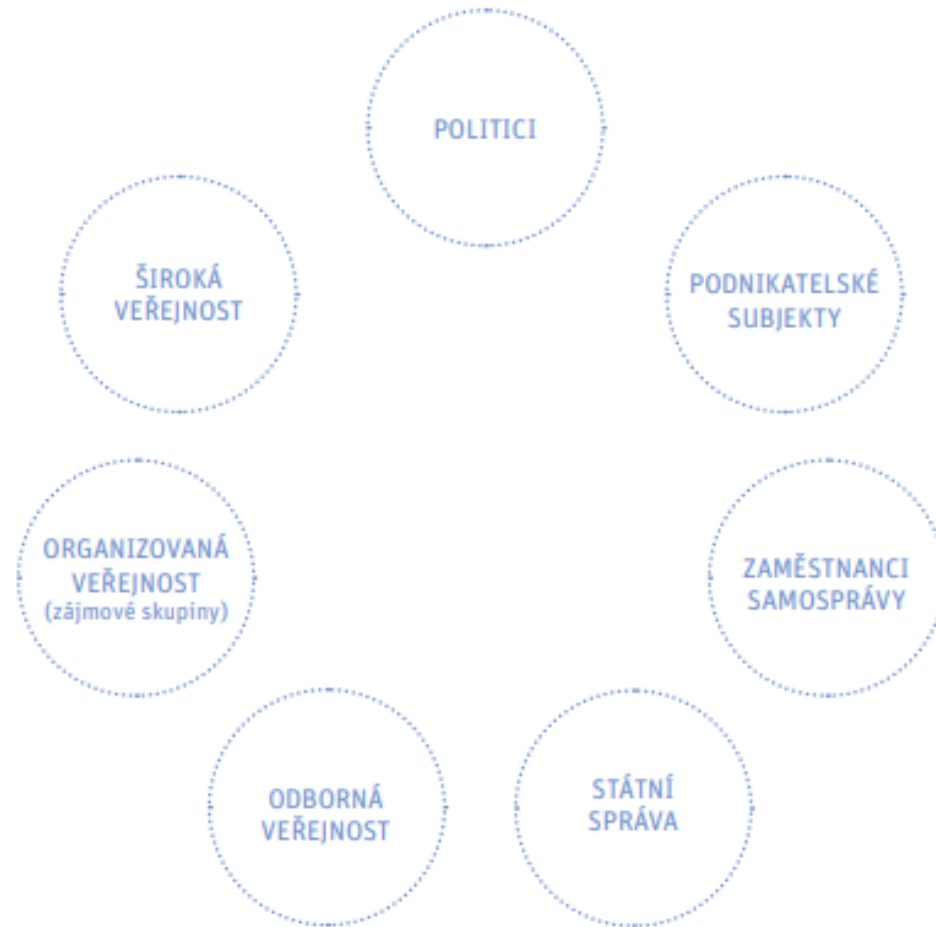 POLITICI
ŠIROKÁ
VEŘEJNOST
PODNIKATELSKÉ
SUBJEKTY
ORGANIZOVANÁ
VEŘEJNOST
(zájmové skupiny)
ZAMĚSTNANCI
SAMOSPRÁVY
ODBORNÁ
VEŘEJNOST
STÁTNÍ
SPRÁVA